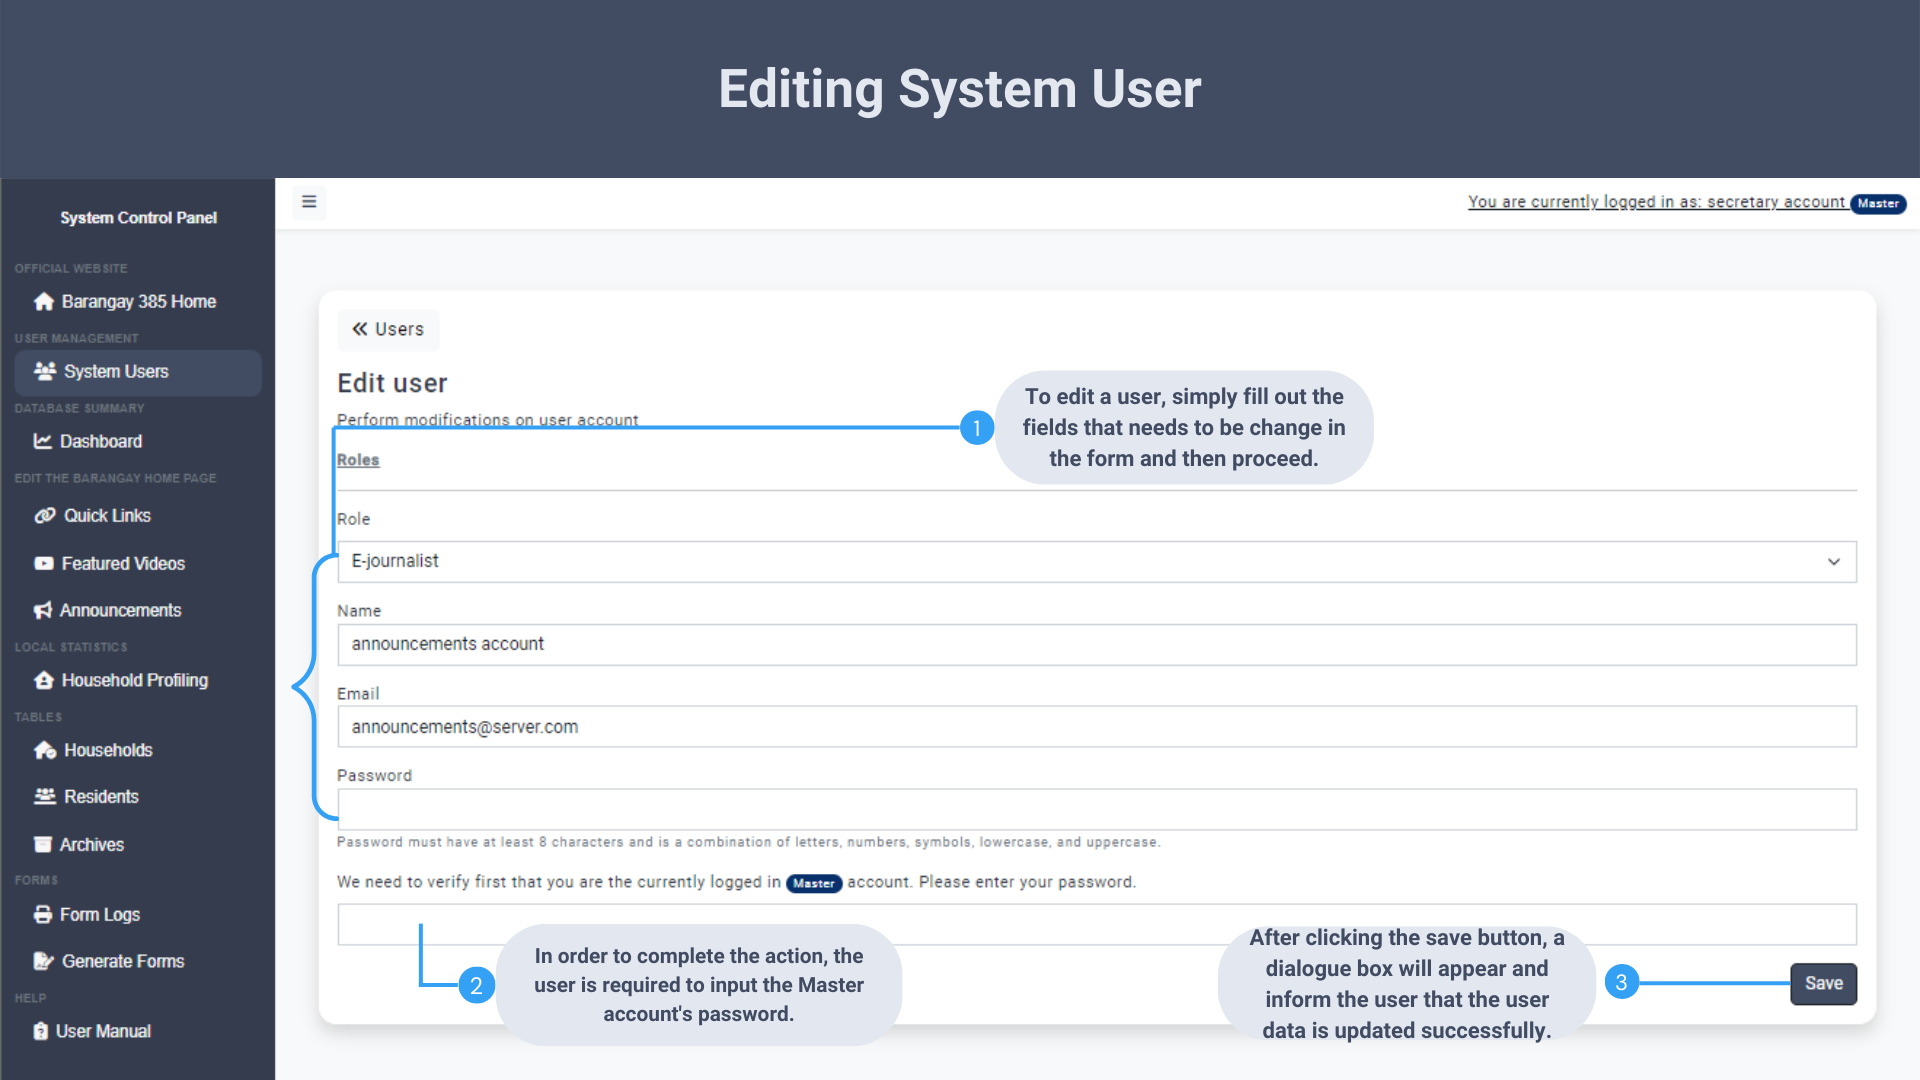 Editing System User
System Control Panel
OFFICIAL WEBSITE
Barangay 385 Home
USER MANAGEMENT
System Users
DATABASE SUMMARY
Dashboard
EDIT THE BARANGAY HOME PAGE
Quick Links
Featured Videos
Announcements
LOCAL STATISTICS
Household Profiling
TABLES
Households
Residents
Archives
FORMS
Form Logs
Generate Forms
HELP
User Manual
You are currently logged in as: secretary account Master
Users
Edit user
Perform modifications on user account
1
To edit a user, simply fill out the
fields that needs to be change in
the form and then proceed.
Roles
Role
E-journalist
Name
announcements account
Email
announcements@server.com
Password
Password must have at least 8 characters and is a combination of letters, numbers, symbols, lowercase, and uppercase.
We need to verify first that you are the currently logged in Master account. Please enter your password.
2
In order to complete the action, the
user is required to input the Master
account's password.
After clicking the save button, a
dialogue box will appear and
inform the user that the user
data is updated successfully.
3
Save